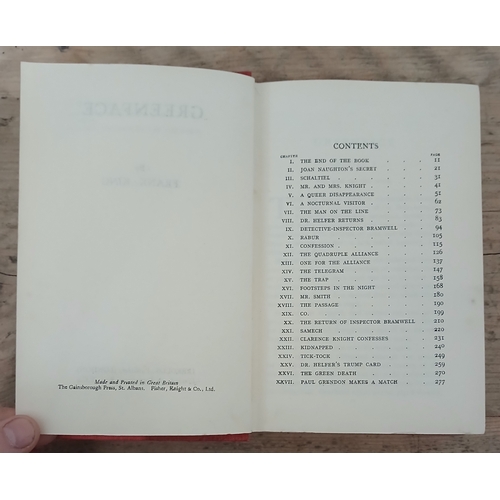 GREENFACE
Made and Printed in Great Britain
The Gainsborough Press, St. Albans. Fisher, Knight & Co., Ltd.
CONTENTS
CHAPTER PAGE
I. THE END OF THE BOOK . . . 11
II. JOAN NAUGHTON'S SECRET . . . 21
III. SCHALTIEL . . . . . 31
IV. MR. AND MRS. KNIGHT . . . . 41
V. A QUEER DISAPPEARANCE . . . 51
VI. A NOCTURNAL VISITOR . . . . 62
VII. THE MAN ON THE LINE . . . . 73
VIII. DR. HELFER RETURNS . . . . 83
IX. DETECTIVE-INSPECTOR BRAMWELL . . 94
X. BABUR . . . . . . 105
XI. CONFESSION . . . . . 115
XII. THE QUADRUPLE ALLIANCE . . . 126
XIII. ONE FOR THE ALLIANCE . . . 137
XIV. THE TELEGRAM . . . . . 147
XV. THE TRAP . . . . . 158
XVI. FOOTSTEPS IN THE NIGHT . . . 168
XVII. MR. SMITH . . . . . 180
XVIII. THE PASSAGE . . . . . 190
XIX. CO. . . . . . . 199
XX. THE RETURN OF INSPECTOR BRAMWELL . 210
XXI. SAMECH . . . . . . 220
XXII. CLARENCE KNIGHT CONFESSES . . 231
XXIII. KIDNAPPED . . . . . 240
XXIV. TICK-TOCK . . . . . 249
XXV. DR. HELFER'S TRUMP CARD . . . 259
XXVI. THE GREEN DEATH . . . . 270
XXVII. PAUL GRENDON MAKES A MATCH . . 277